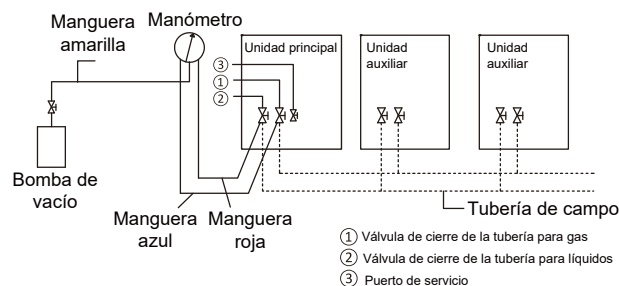 Manguera
amarilla
Manómetro
Unidad principal
Unidad
auxiliar
Unidad
auxiliar
③
①
②
Bomba de
vacío
Manguera
azul
Manguera
roja
Tubería de campo
① Válvula de cierre de la tubería para gas
② Válvula de cierre de la tubería para líquidos
③ Puerto de servicio